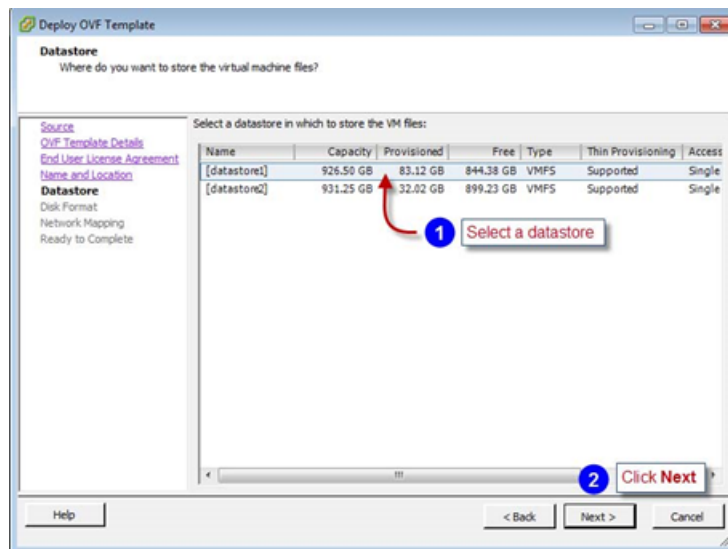 Deploy OVF Template
Datastore
Where do you want to store the virtual machine files?
Source
OVF Template Details
End User License Agreement
Name and Location
Datastore
Disk Format
Network Mapping
Ready to Complete
Select a datastore in which to store the VM files:
Name Capacity Provisioned Free Type Thin Provisioning Access
[datastore1] 926.50 GB 83.12 GB 844.38 GB VMFS Supported Single
[datastore2] 931.25 GB 32.02 GB 899.23 GB VMFS Supported Single
1 Select a datastore
2 Click Next
Help < Back Next > Cancel